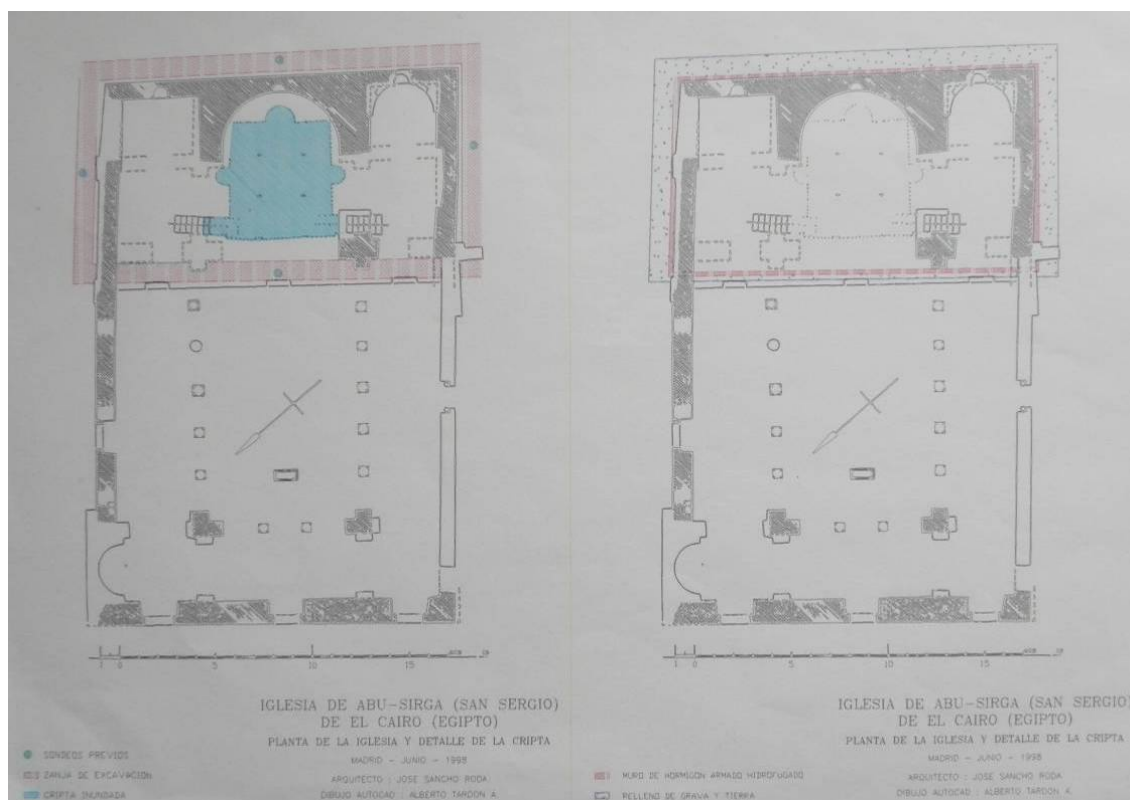 1 0 5 10 15
IGLESIA DE ABU-SIRGA (SAN SERGIO)
DE EL CAIRO (EGIPTO)
PLANTA DE LA IGLESIA Y DETALLE DE LA CRIPTA
MADRID - JUNIO - 1998
ARQUITECTO : JOSE SANCHO RODA
DIBUJO AUTOCAD : ALBERTO TARDON A.
SONDEOS PREVIOS
ZANJA DE EXCAVACION
CRIPTA INUNDADA
1 0 5 10 15
IGLESIA DE ABU-SIRGA (SAN SERGIO)
DE EL CAIRO (EGIPTO)
PLANTA DE LA IGLESIA Y DETALLE DE LA CRIPTA
MADRID - JUNIO - 1998
ARQUITECTO : JOSE SANCHO RODA
DIBUJO AUTOCAD : ALBERTO TARDON A.
MURO DE HORMIGON ARMADO HIDROFUGADO
RELLENO DE GRAVA Y TIERRA